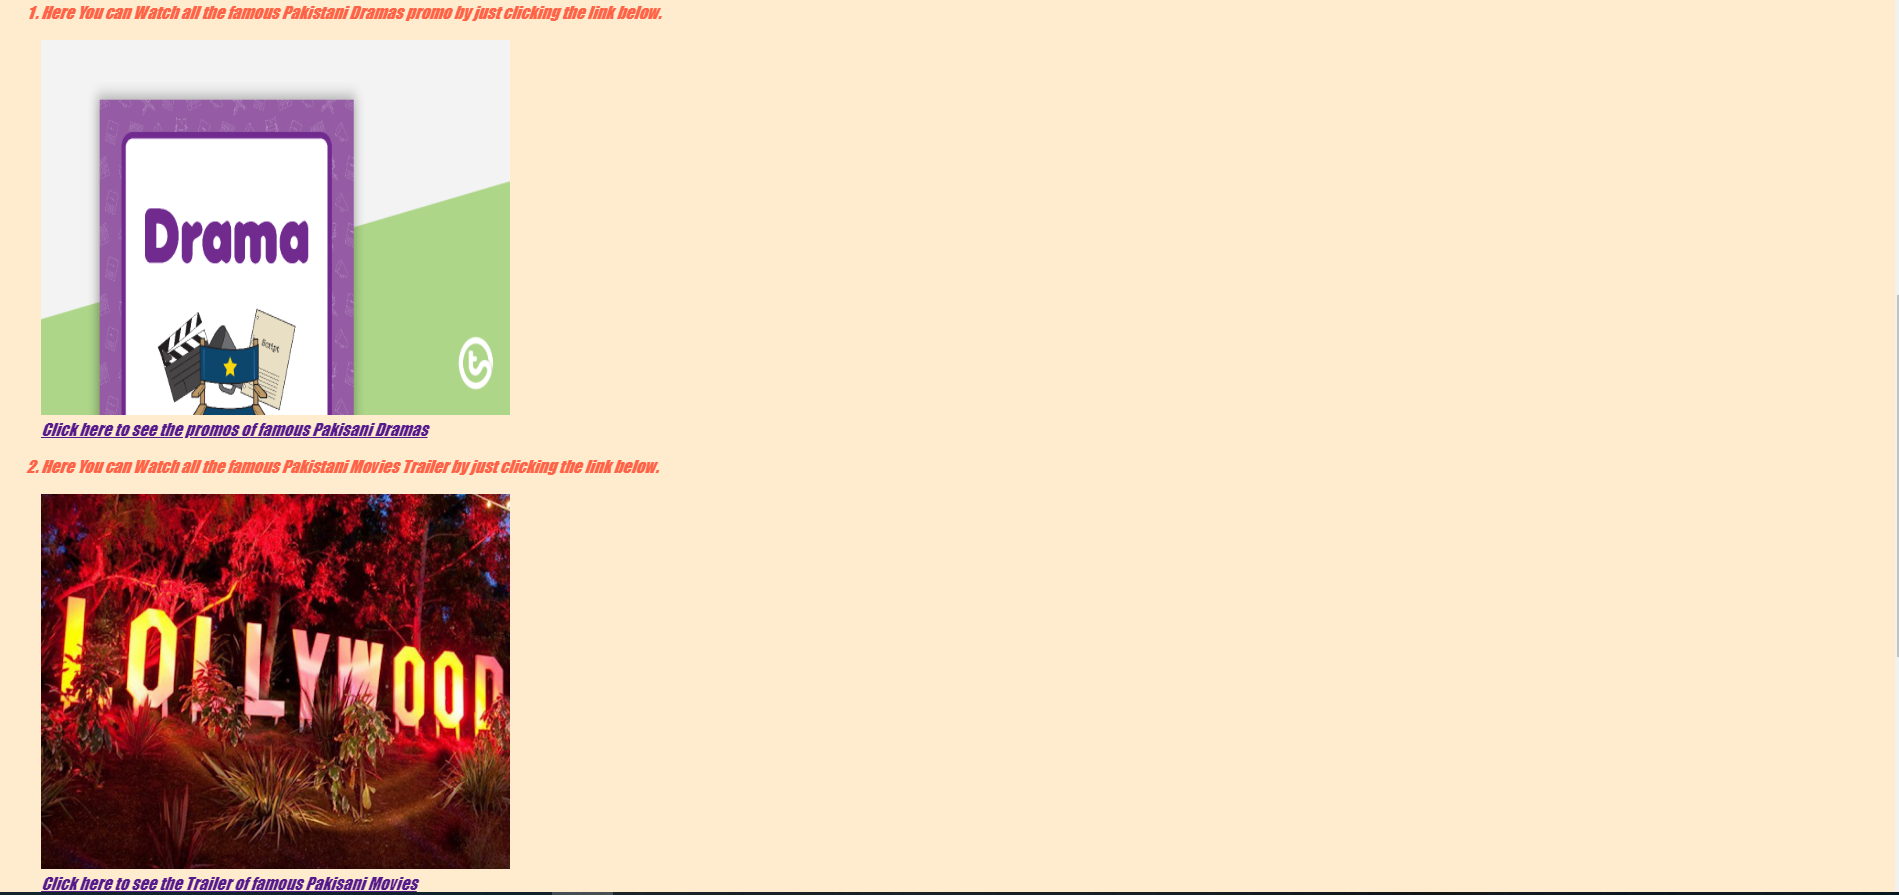 1. Here You can Watch all the famous Pakistani Dramas promo by just clicking the link below.
Drama
Script
Click here to see the promos of famous Pakisani Dramas
2. Here You can Watch all the famous Pakistani Movies Trailer by just clicking the link below.
LOLLYWOOD
Click here to see the Trailer of famous Pakisani Movies